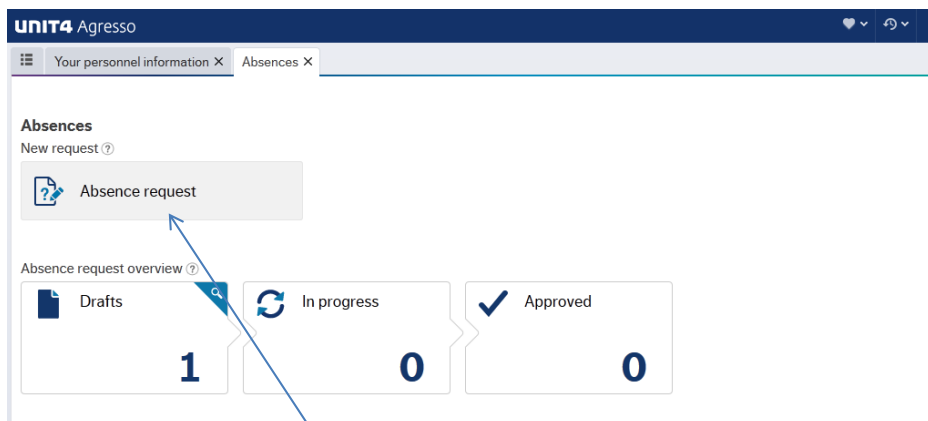 UNIT4 Agresso
Your personnel information X Absences X
Absences
New request ?
Absence request
Absence request overview ?
Drafts
1
In progress
0
Approved
0